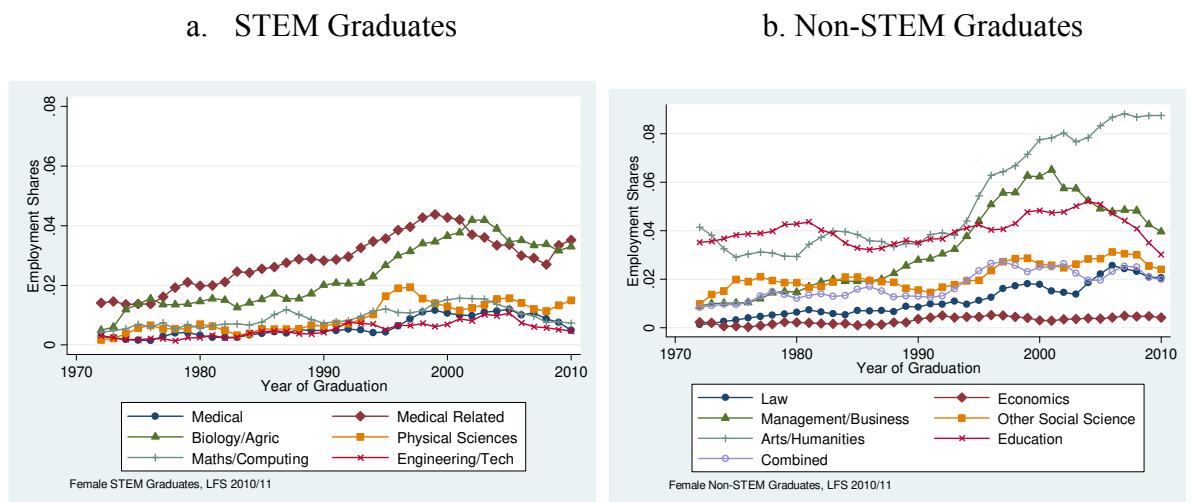 a. STEM Graduates
b. Non-STEM Graduates
Employment Shares
0
.02
.04
.06
.08
1970
1980
1990
2000
2010
Year of Graduation
Medical
Medical Related
Biology/Agric
Physical Sciences
Maths/Computing
Engineering/Tech
Female STEM Graduates, LFS 2010/11
Employment Shares
0
.02
.04
.06
.08
1970
1980
1990
2000
2010
Year of Graduation
Law
Economics
Management/Business
Other Social Science
Arts/Humanities
Education
Combined
Female Non-STEM Graduates, LFS 2010/11